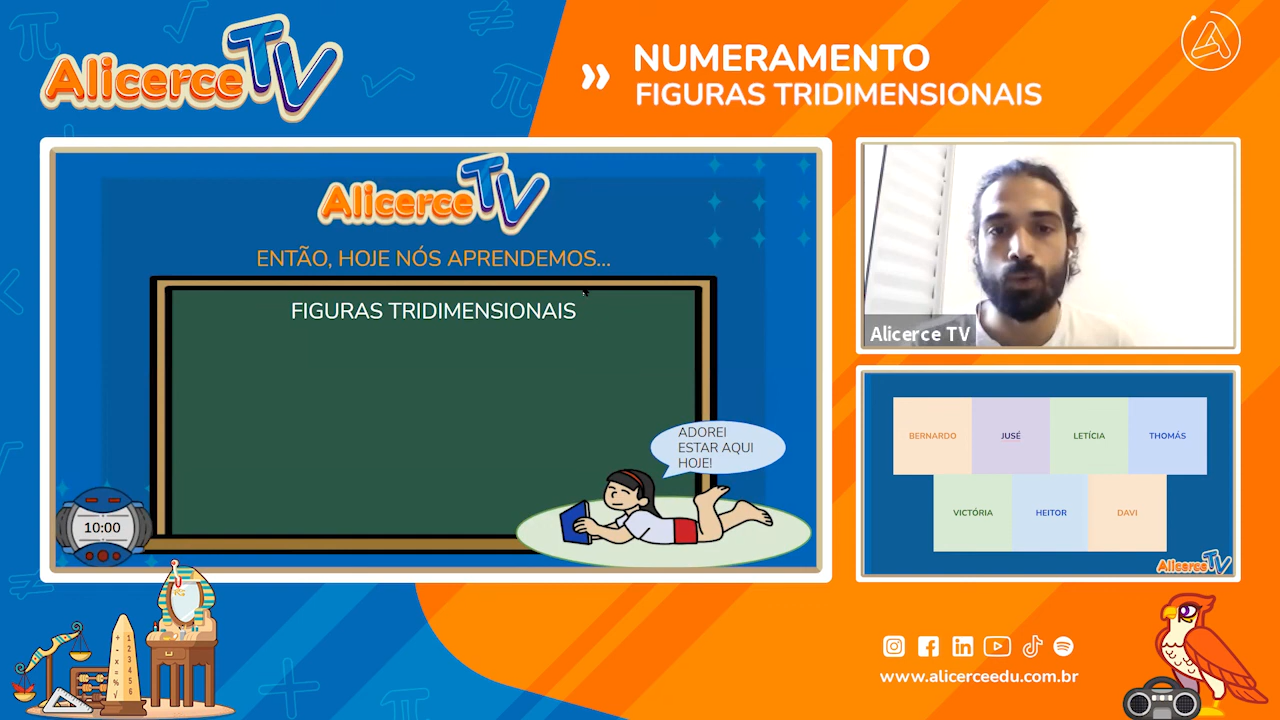 Alicerce TV
NUMERAMENTO
FIGURAS TRIDIMENSIONAIS
Alicerce TV
ENTÃO, HOJE NÓS APRENDEMOS...
FIGURAS TRIDIMENSIONAIS
ADOREI
ESTAR AQUI
HOJE!
10:00
Alicerce TV
BERNARDO
JUSÉ
LETÍCIA
THOMÁS
VICTÓRIA
HEITOR
DAVI
Alicerce TV
www.alicerceedu.com.br